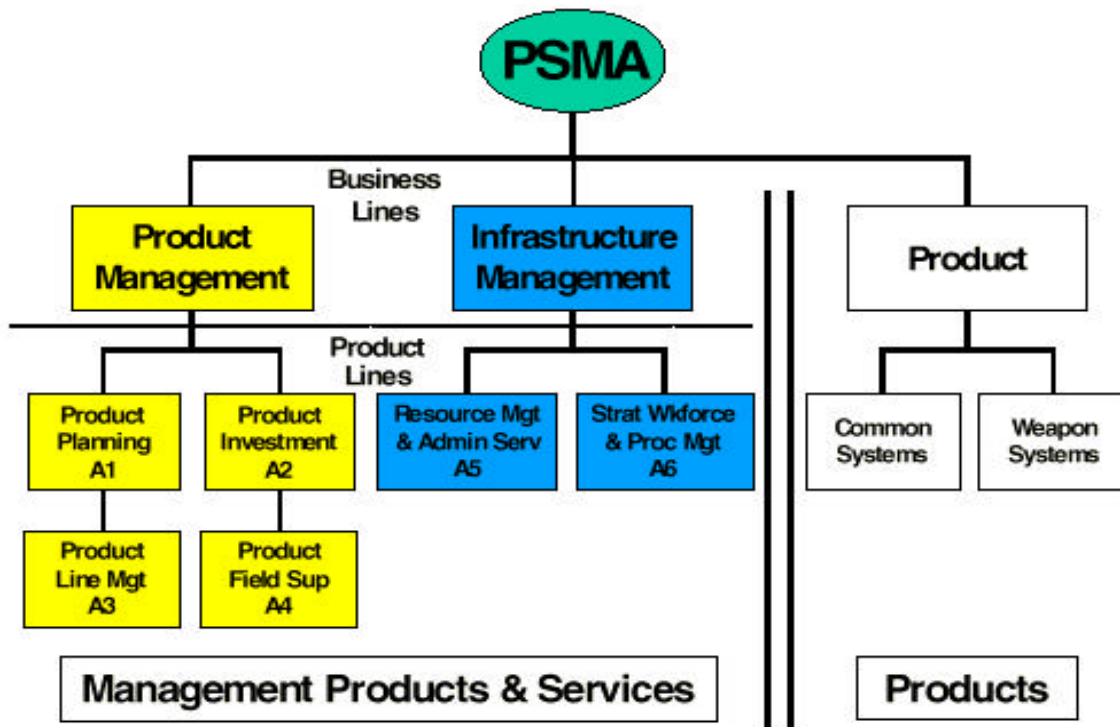 PSMA
Business
Lines
Product
Management
Infrastructure
Management
Product
Product
Lines
Product
Planning
A1
Product
Investment
A2
Resource Mgt
& Admin Serv
A5
Strat Wkforce
& Proc Mgt
A6
Common
Systems
Weapon
Systems
Product
Line Mgt
A3
Product
Field Sup
A4
Management Products & Services
Products